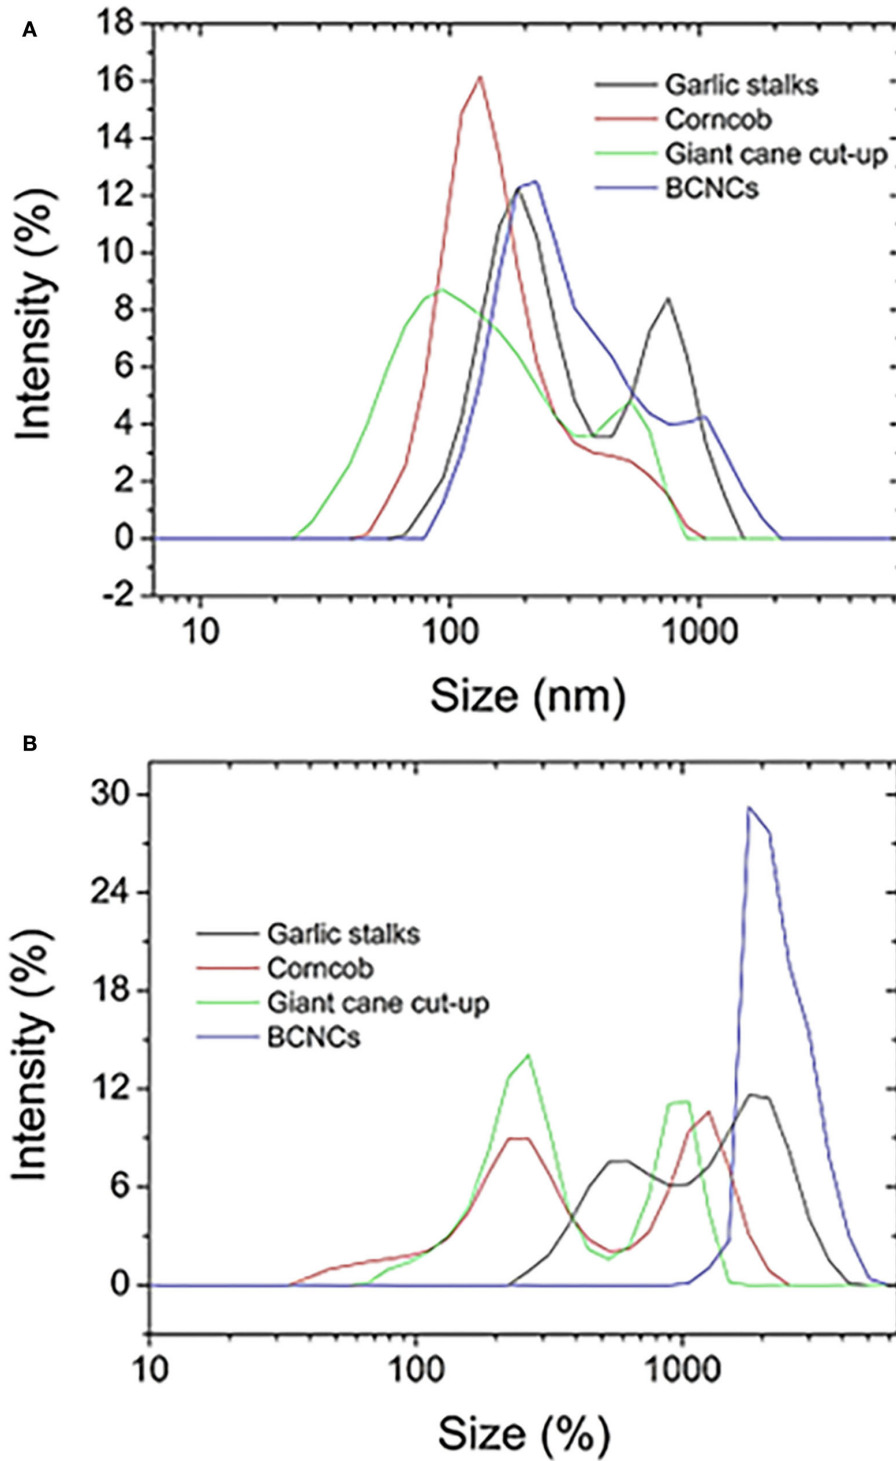 A
18
16
14
12
10
8
6
4
2
0
-2
Intensity (%)
Garlic stalks
Corncob
Giant cane cut-up
BCNCs
10 100 1000
Size (nm)
B
30
24
18
12
6
0
Intensity (%)
Garlic stalks
Corncob
Giant cane cut-up
BCNCs
10 100 1000
Size (%)